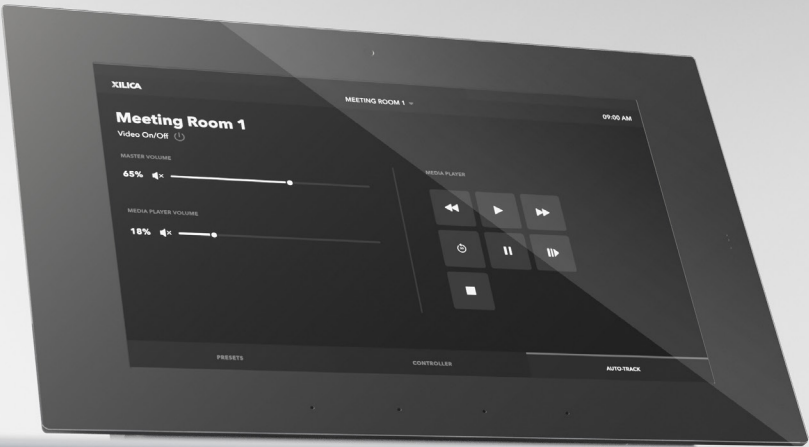 XILICA
MEETING ROOM 1
09:00 AM
Meeting Room 1
Video On/Off
MASTER VOLUME
65%
MEDIA PLAYER VOLUME
18%
MEDIA PLAYER
PRESETS
CONTROLLER
AUTO-TRACK